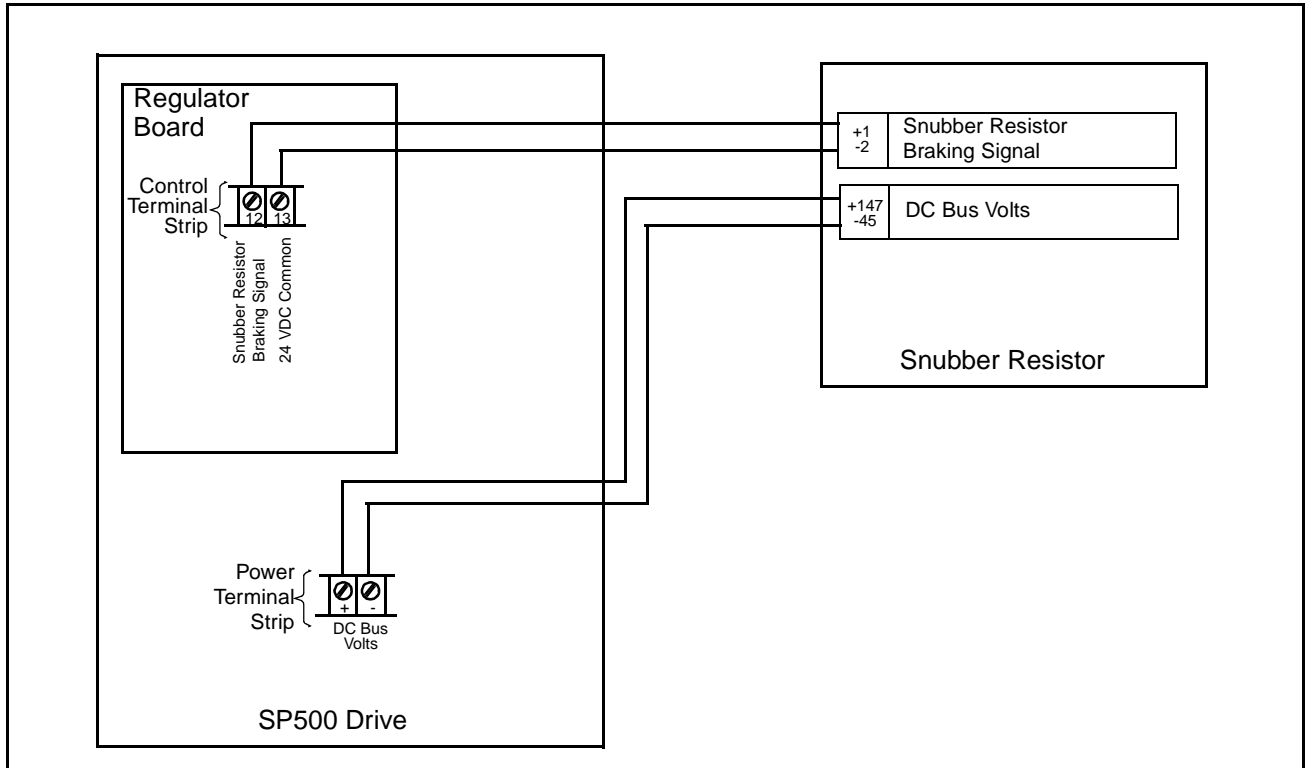 Regulator
Board
Control
Terminal
Strip
12 13
Snubber Resistor
Braking Signal
24 VDC Common
+1
-2
Snubber Resistor
Braking Signal
+147
-45
DC Bus Volts
Snubber Resistor
Power
Terminal
Strip
+ -
DC Bus
Volts
SP500 Drive